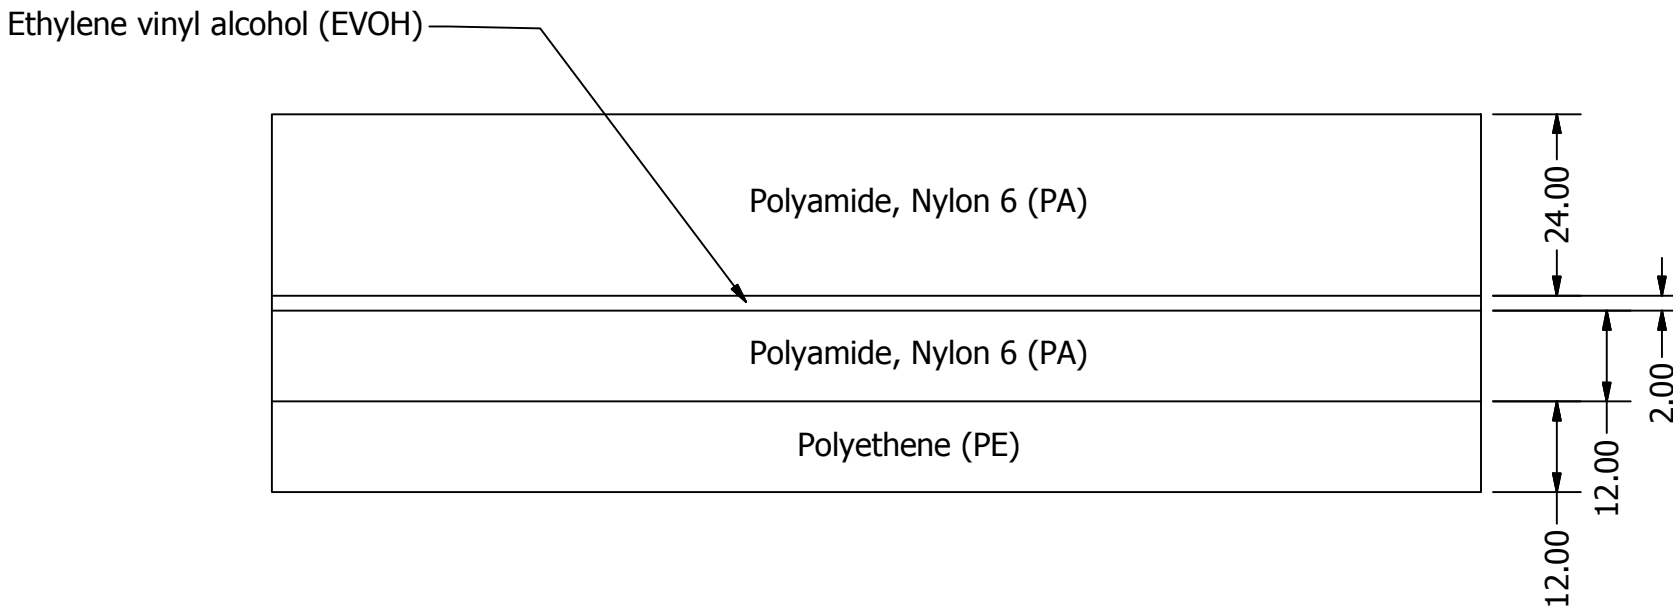 Ethylene vinyl alcohol (EVOH)
Polyamide, Nylon 6 (PA)
24.00
Polyamide, Nylon 6 (PA)
2.00
12.00
Polyethene (PE)
12.00